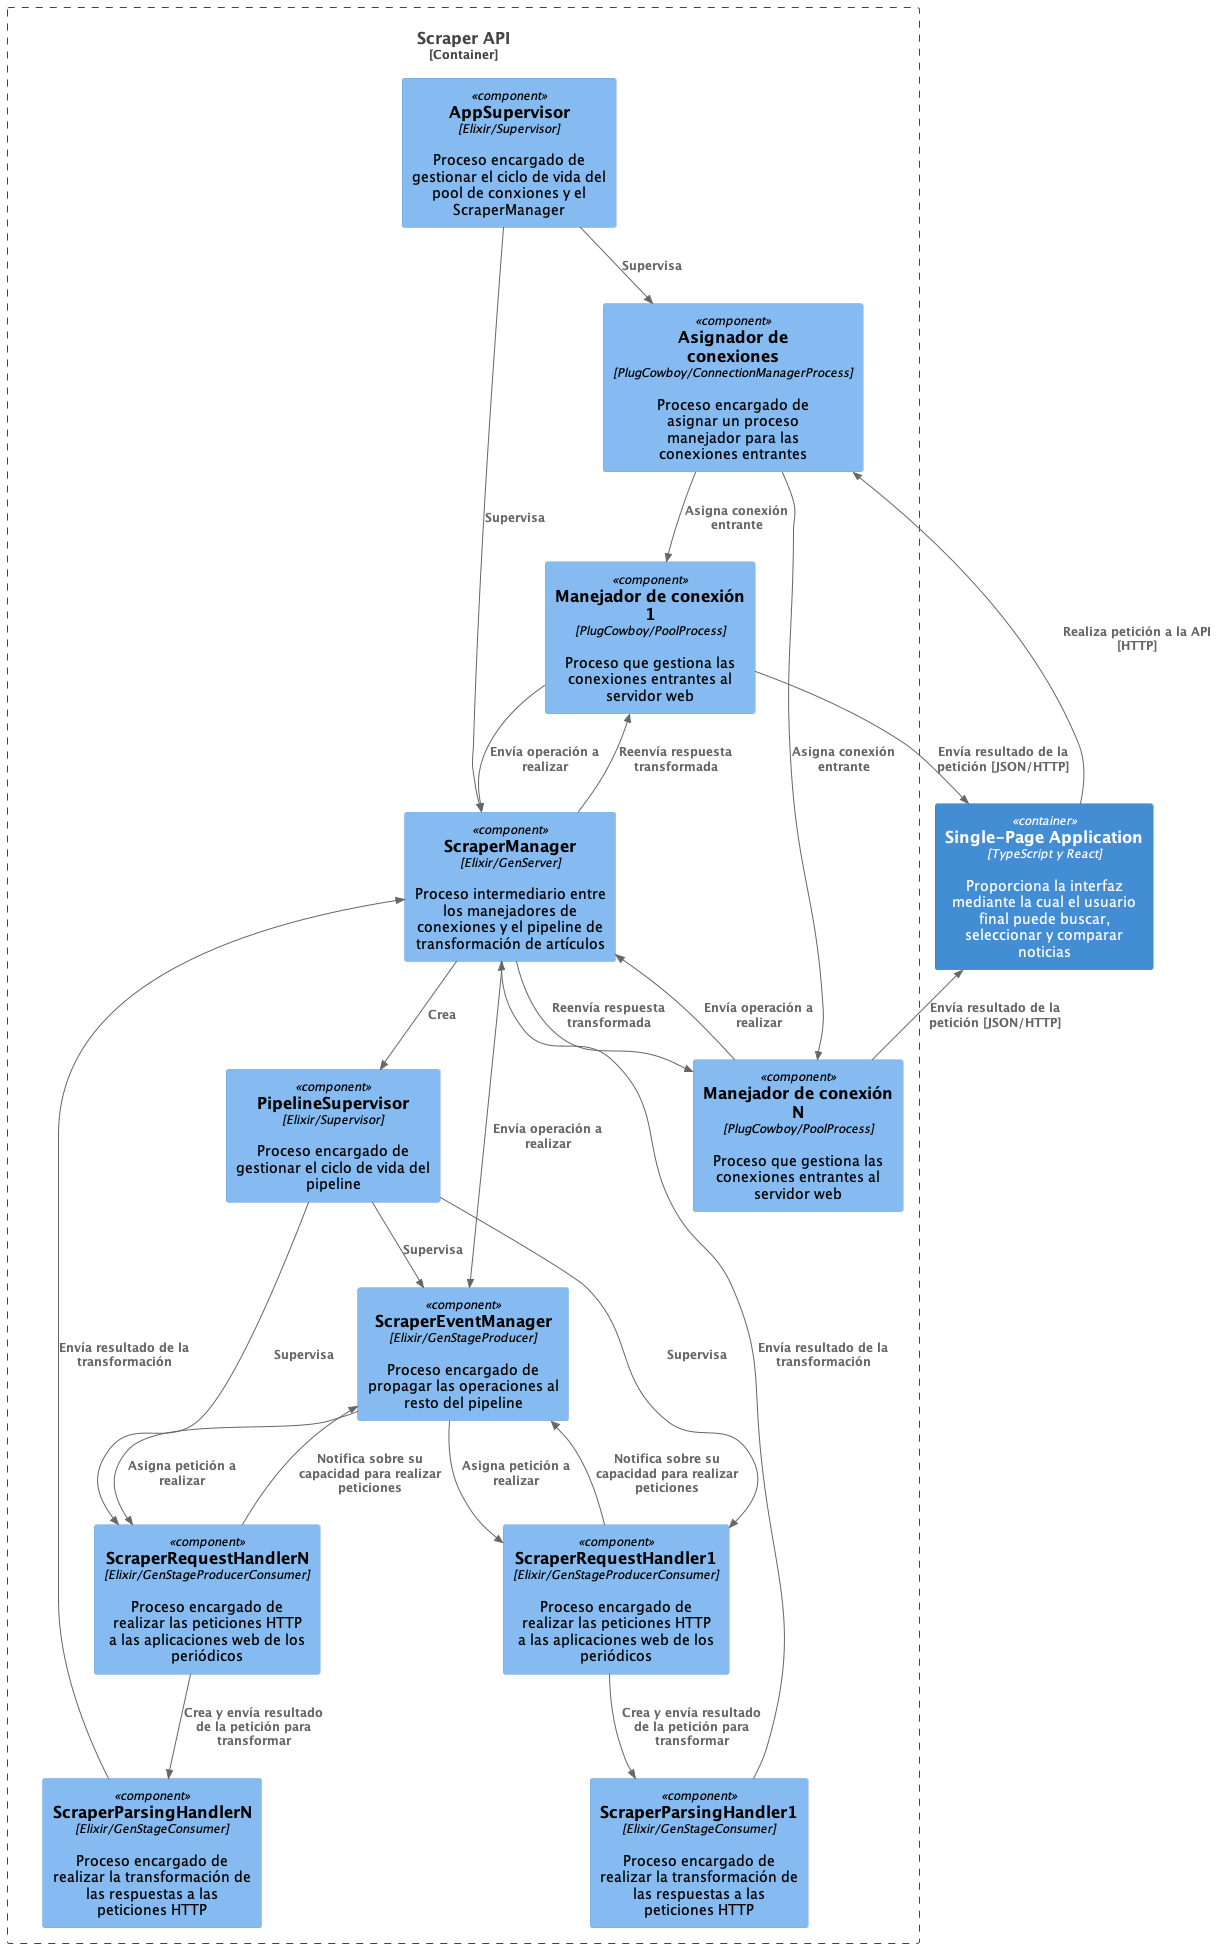 Scraper API
[Container]
«component»
AppSupervisor
[Elixir/Supervisor]
Proceso encargado de
gestionar el ciclo de vida del
pool de conxiones y el
ScraperManager
Supervisa
«component»
Asignador de
conexiones
[PlugCowboy/ConnectionManagerProcess]
Proceso encargado de
asignar un proceso
manejador para las
conexiones entrantes
Supervisa
Asigna conexión
entrante
«component»
Manejador de conexión
1
[PlugCowboy/PoolProcess]
Proceso que gestiona las
conexiones entrantes al
servidor web
Realiza petición a la API
[HTTP]
Envía operación a
realizar
Reenvía respuesta
transformada
Asigna conexión
entrante
Envía resultado de la
petición [JSON/HTTP]
«component»
ScraperManager
[Elixir/GenServer]
Proceso intermediario entre
los manejadores de
conexiones y el pipeline de
transformación de artículos
«container»
Single-Page Application
[TypeScript y React]
Proporciona la interfaz
mediante la cual el usuario
final puede buscar,
seleccionar y comparar
noticias
Crea
Reenvía respuesta
transformada
Envía operación a
realizar
Envía resultado de la
petición [JSON/HTTP]
«component»
PipelineSupervisor
[Elixir/Supervisor]
Proceso encargado de
gestionar el ciclo de vida del
pipeline
Envía operación a
realizar
«component»
Manejador de conexión
N
[PlugCowboy/PoolProcess]
Proceso que gestiona las
conexiones entrantes al
servidor web
Supervisa
«component»
ScraperEventManager
[Elixir/GenStageProducer]
Proceso encargado de
propagar las operaciones al
resto del pipeline
Envía resultado de la
transformación
Supervisa
Supervisa
Envía resultado de la
transformación
Asigna petición a
realizar
Notifica sobre su
capacidad para realizar
peticiones
Asigna petición a
realizar
Notifica sobre su
capacidad para realizar
peticiones
«component»
ScraperRequestHandlerN
[Elixir/GenStageProducerConsumer]
Proceso encargado de
realizar las peticiones HTTP
a las aplicaciones web de los
periódicos
«component»
ScraperRequestHandler1
[Elixir/GenStageProducerConsumer]
Proceso encargado de
realizar las peticiones HTTP
a las aplicaciones web de los
periódicos
Crea y envía resultado
de la petición para
transformar
Crea y envía resultado
de la petición para
transformar
«component»
ScraperParsingHandlerN
[Elixir/GenStageConsumer]
Proceso encargado de
realizar la transformación de
las respuestas a las
peticiones HTTP
«component»
ScraperParsingHandler1
[Elixir/GenStageConsumer]
Proceso encargado de
realizar la transformación de
las respuestas a las
peticiones HTTP